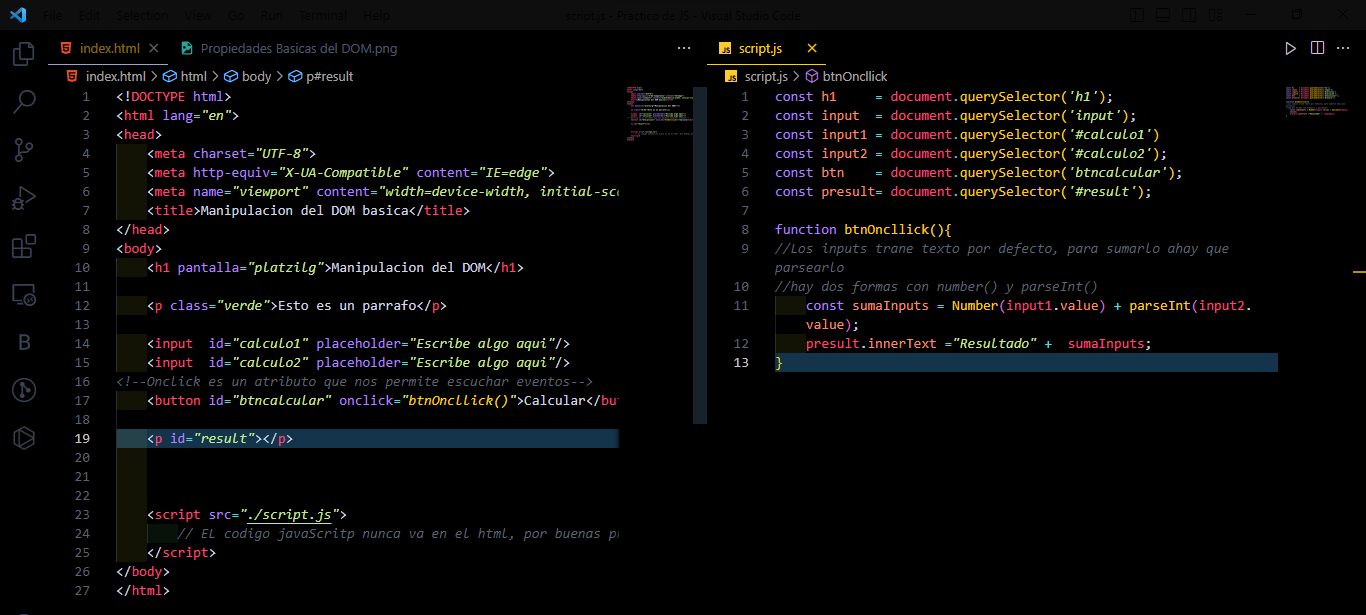 File Edit Selection View Go Run Terminal Help
script.js - Practico de JS - Visual Studio Code
index.html
Propiedades Basicas del DOM.png
index.html > html > body > p#result
1 <!DOCTYPE html>
2 <html lang="en">
3 <head>
4 <meta charset="UTF-8">
5 <meta http-equiv="X-UA-Compatible" content="IE=edge">
6 <meta name="viewport" content="width=device-width, initial-sc
7 <title>Manipulacion del DOM basica</title>
8 </head>
9 <body>
10 <h1 pantalla="platzilg">Manipulacion del DOM</h1>
11
12 <p class="verde">Esto es un parrafo</p>
13
14 <input  id="calculo1" placeholder="Escribe algo aqui"/>
15 <input  id="calculo2" placeholder="Escribe algo aqui"/>
16 <!--Onclick es un atributo que nos permite escuchar eventos-->
17 <button id="btncalcular" onclick="btnOncllick()">Calcular</bu
18
19 <p id="result"></p>
20
21
22
23 <script src="./script.js">
24 // EL codigo javaScritp nunca va en el html, por buenas p
25 </script>
26 </body>
27 </html>
script.js
script.js > btnOncllick
1 const h1     = document.querySelector('h1');
2 const input  = document.querySelector('input');
3 const input1 = document.querySelector('#calculo1')
4 const input2 = document.querySelector('#calculo2');
5 const btn    = document.querySelector('btncalcular');
6 const presult= document.querySelector('#result');
7
8 function btnOncllick(){
9 //Los inputs trane texto por defecto, para sumarlo ahay que
parsearlo
10 //hay dos formas con number() y parseInt()
11 const sumaInputs = Number(input1.value) + parseInt(input2.
value);
12 presult.innerText ="Resultado" +  sumaInputs;
13 }